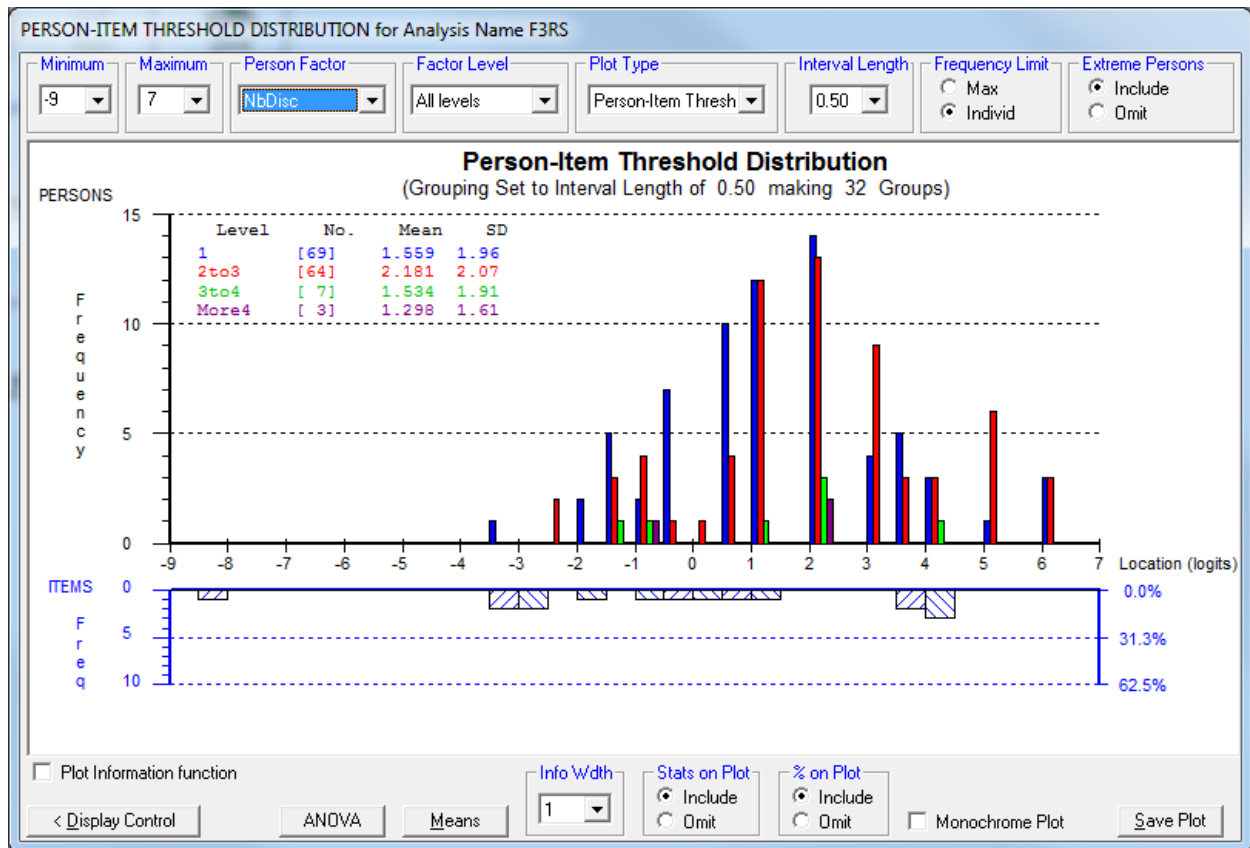 PERSON-ITEM THRESHOLD DISTRIBUTION for Analysis Name F3RS
Minimum Maximum Person Factor Factor Level Plot Type Interval Length Frequency Limit Extreme Persons
-9 7 NbDisc All levels Person-Item Thresh 0.50 Max Include
Individ Omit
Person-Item Threshold Distribution
(Grouping Set to Interval Length of 0.50 making 32 Groups)
PERSONS
15
Level No. Mean SD
1 [69] 1.559 1.96
2to3 [64] 2.181 2.07
3to4 [ 7] 1.534 1.91
More4 [ 3] 1.298 1.61
Frequency
10
5
0
-9 -8 -7 -6 -5 -4 -3 -2 -1 0 1 2 3 4 5 6 7 Location (logits)
ITEMS 0 0.0%
Freq
5 31.3%
10 62.5%
Plot Information function
Info Wdth Stats on Plot % on Plot
1 Include Include
Omit Omit
< Display Control ANOVA Means Monochrome Plot Save Plot